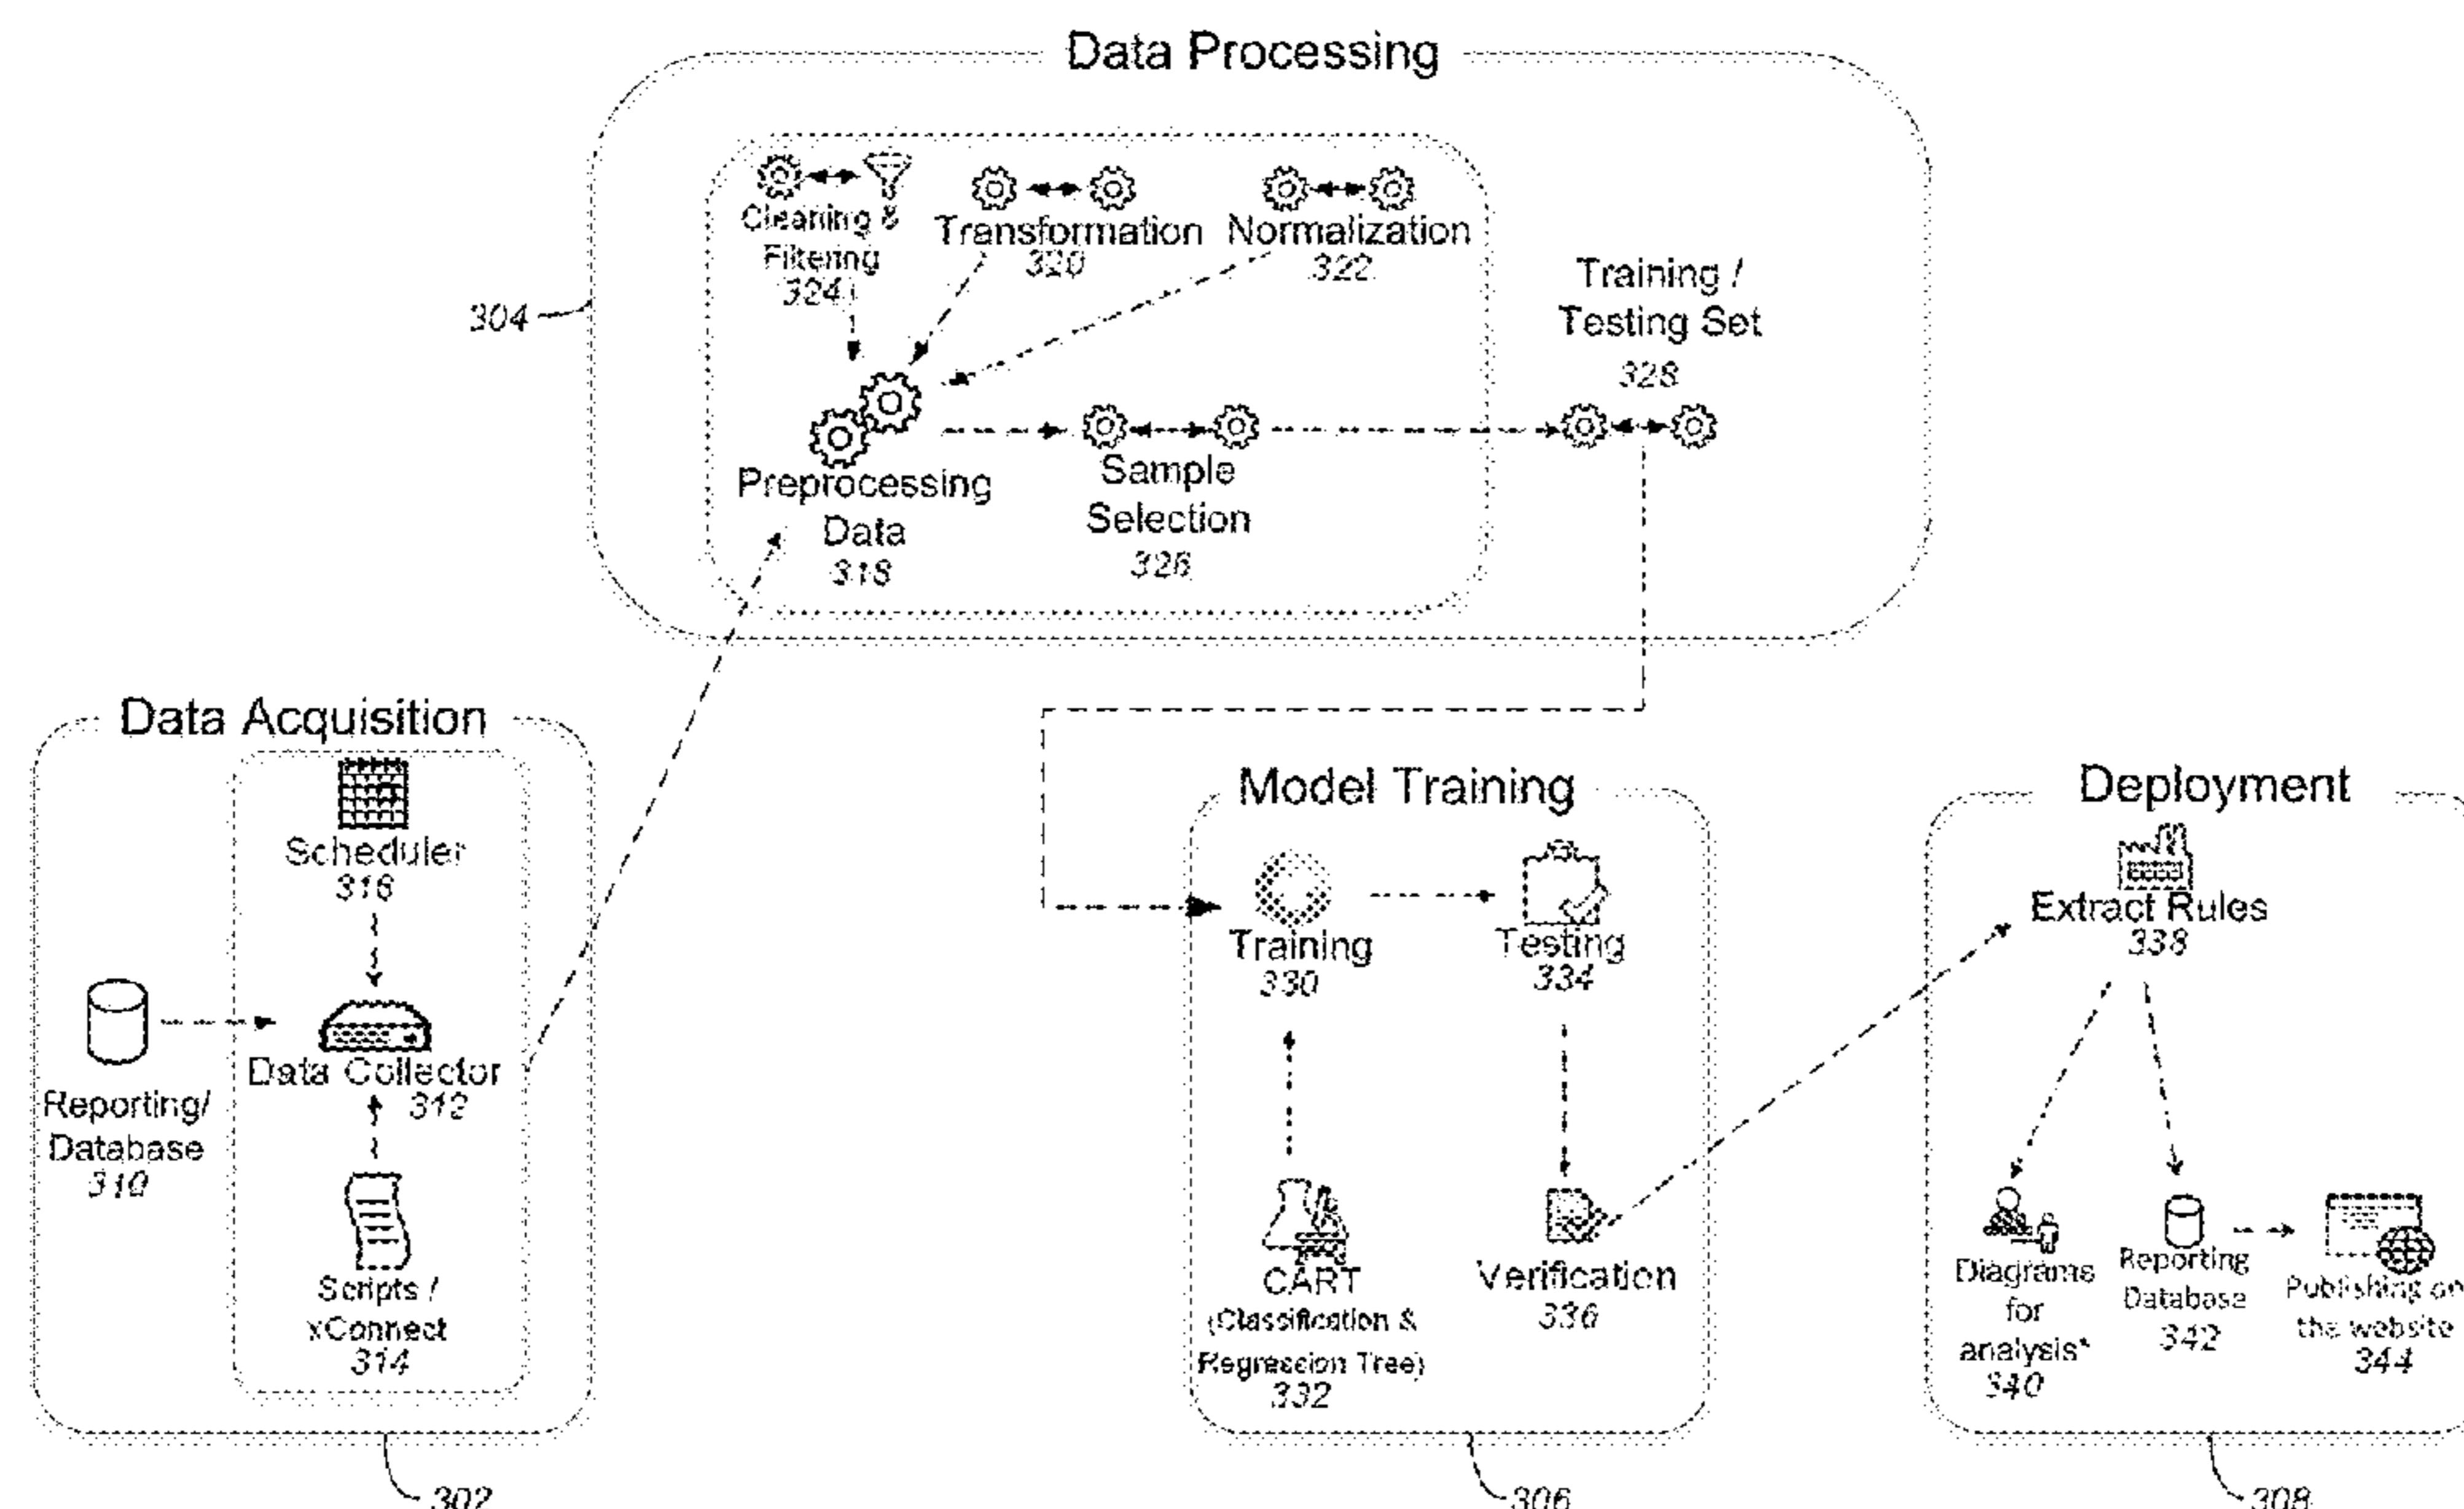 Data Processing
Cleaning &
Filtering
324
Transformation
320
Normalization
322
Training /
Testing Set
328
304
Preprocessing
Data
318
Sample
Selection
326
Data Acquisition
Scheduler
316
Data Collector
312
Reporting/
Database
310
Scripts /
xConnect
314
302
Model Training
Training
330
Testing
334
CART
(Classification &
Regression Tree)
332
Verification
336
306
Deployment
Extract Rules
338
Diagrams
for
analysis*
340
Reporting
Database
342
Publishing on
the website
344
308